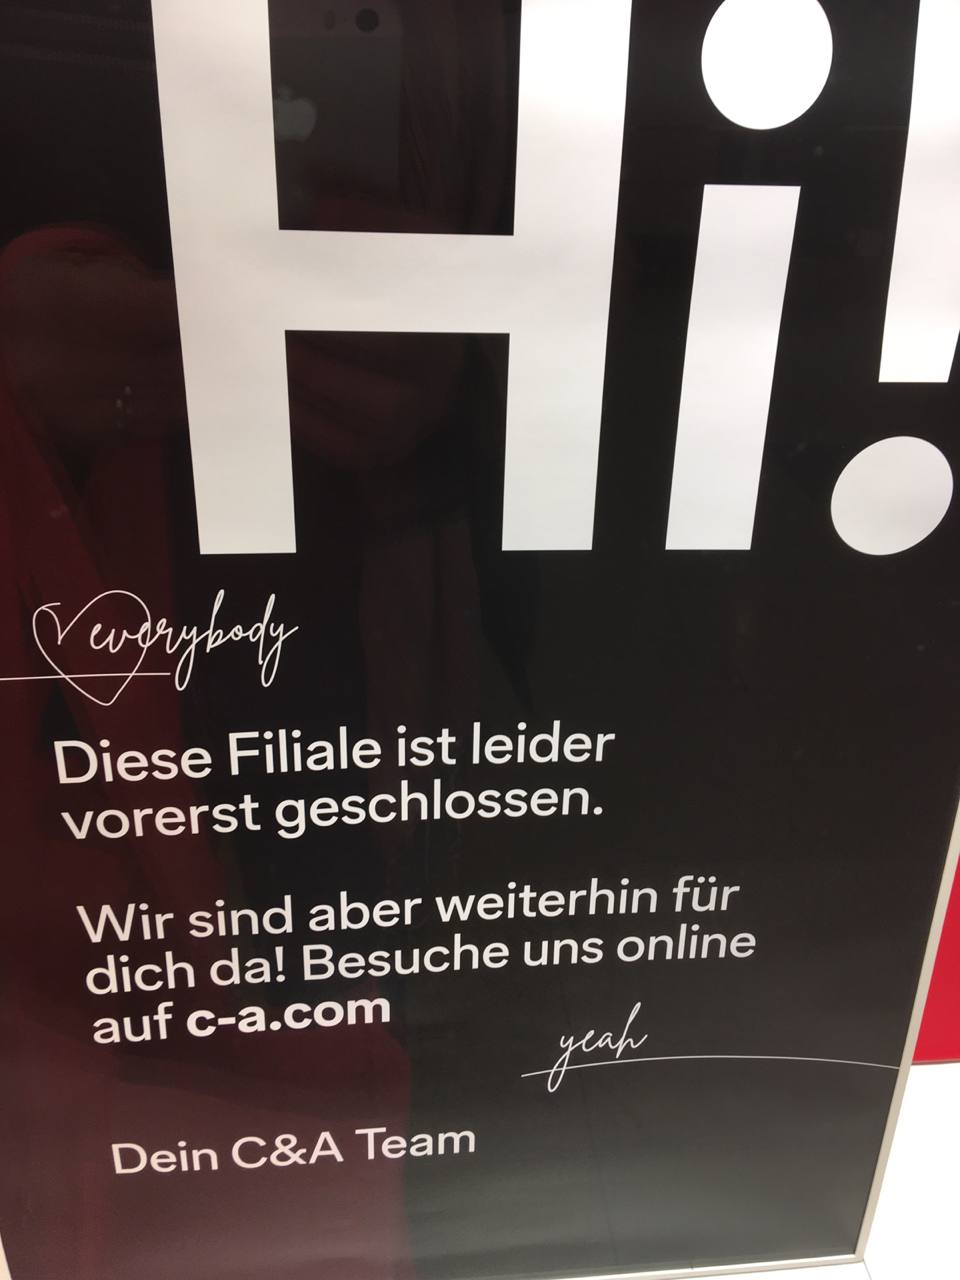 Hi!
everybody
Diese Filiale ist leider
vorerst geschlossen.
Wir sind aber weiterhin für
dich da! Besuche uns online
auf c-a.com
yeah
Dein C&A Team